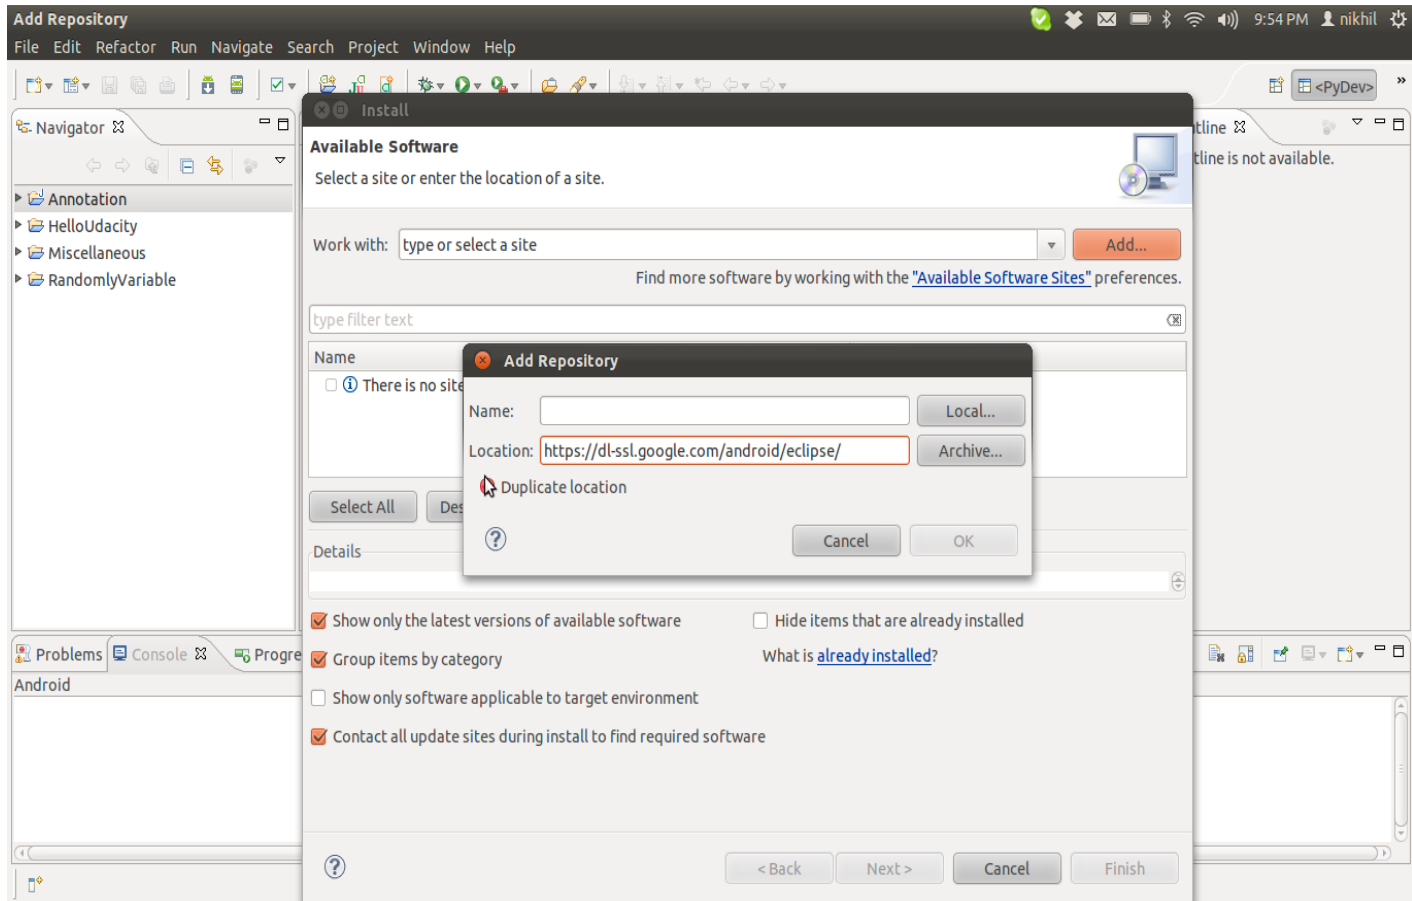 Add Repository
9:54 PM nikhil
File Edit Refactor Run Navigate Search Project Window Help
<PyDev> »
Install
Navigator
tline
Available Software
tline is not available.
Select a site or enter the location of a site.
Annotation
HelloUdacity
Miscellaneous
RandomlyVariable
Work with: type or select a site Add...
Find more software by working with the "Available Software Sites" preferences.
type filter text
Name
There is no site
Add Repository
Name: Local...
Location: https://dl-ssl.google.com/android/eclipse/ Archive...
Duplicate location
Cancel OK
Select All Des
Details
Show only the latest versions of available software
Hide items that are already installed
Group items by category
What is already installed?
Show only software applicable to target environment
Contact all update sites during install to find required software
Problems Console Progre
Android
< Back Next > Cancel Finish